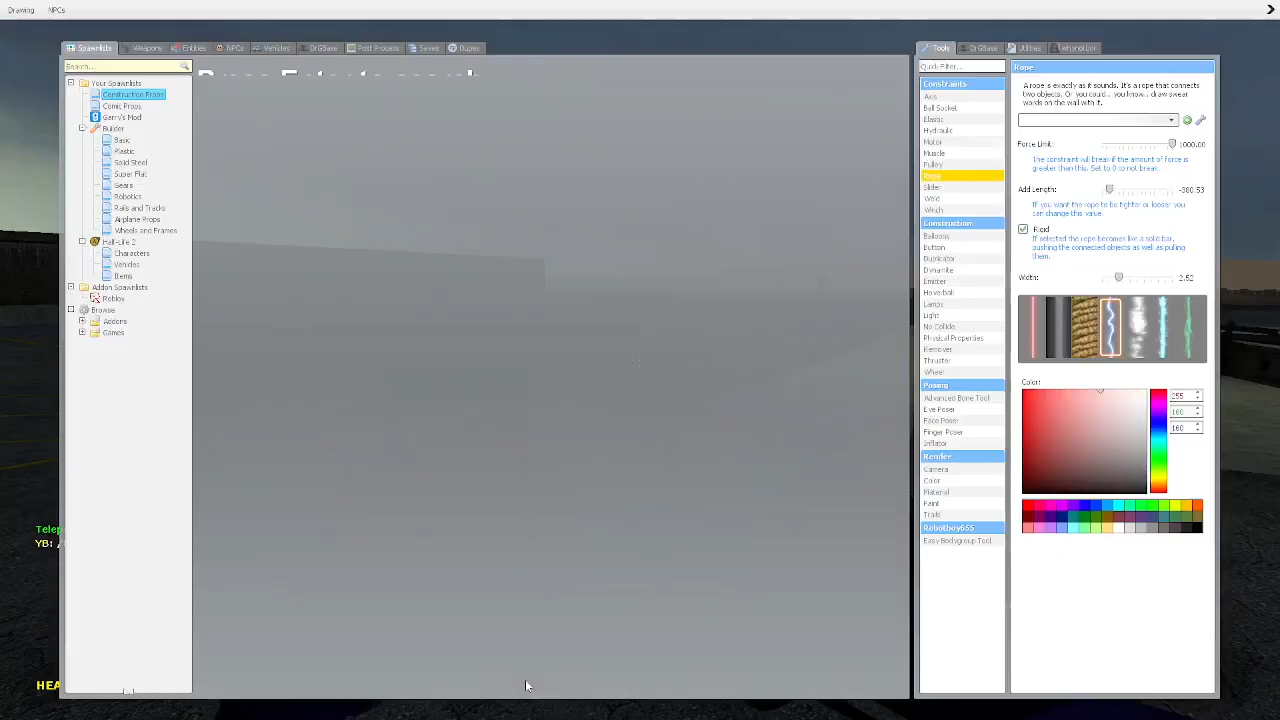 Drawing NPCs
Spawnlists Weapons Entities NPCs Vehicles DrGBase Post Process Saves Dupes
Search...
Your Spawnlists
Construction Props
Comic Props
Garry's Mod
Builder
Basic
Plastic
Solid Steel
Super Flat
Gears
Robotics
Rails and Tracks
Airplane Props
Wheels and Frames
Half-Life 2
Characters
Vehicles
Items
Addon Spawnlists
Roblox
Browse
Addons
Games
Telep
YB: /
HEA
Tools DrGBase Utilities whynotboi
Quick Filter...
Constraints
Axis
Ball Socket
Elastic
Hydraulic
Motor
Muscle
Pulley
Rope
Slider
Weld
Winch
Construction
Balloons
Button
Duplicator
Dynamite
Emitter
Hoverball
Lamps
Light
No Collide
Physical Properties
Remover
Thruster
Wheel
Posing
Advanced Bone Tool
Eye Poser
Face Poser
Finger Poser
Inflator
Render
Camera
Color
Material
Paint
Trails
Robotboy655
Easy Bodygroup Tool
Rope
A rope is exactly as it sounds. It's a rope that connects
two objects. Or you could.. you know.. draw swear
words on the wall with it.
Force Limit: 1000.00
The constraint will break if the amount of force is
greater than this. Set to 0 to not break.
Add Length: -380.53
If you want the rope to be tighter or looser you
can change this value.
Rigid
If selected the rope becomes like a solid bar,
pushing the connected objects as well as pulling
them.
Width: 2.52
Color:
255
160
160